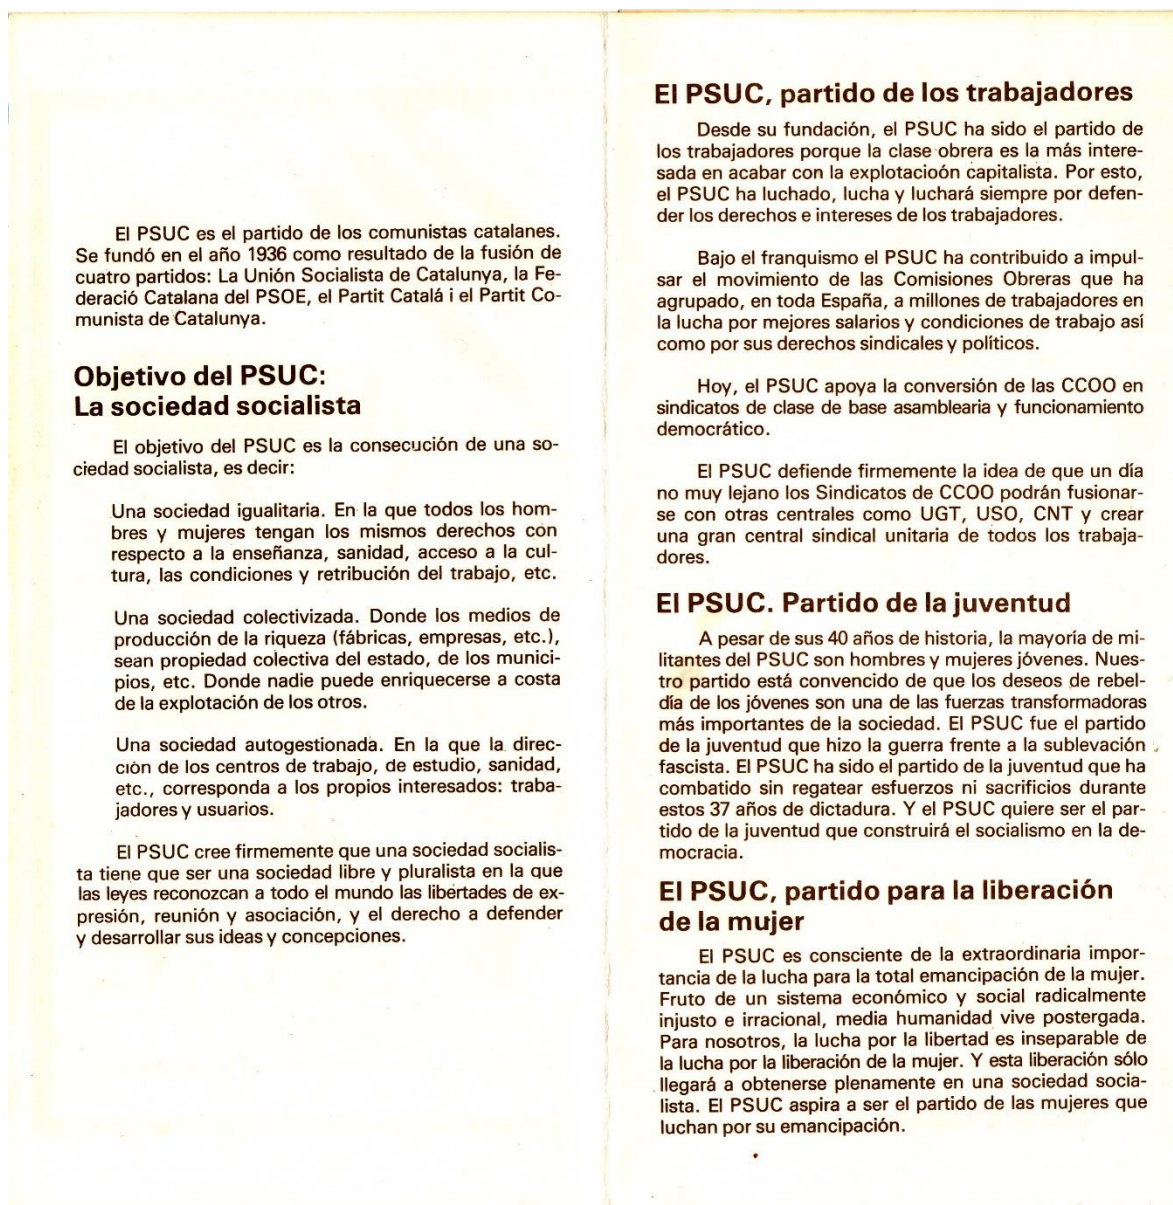 El PSUC es el partido de los comunistas catalanes.
Se fundó en el año 1936 como resultado de la fusión de
cuatro partidos: La Unión Socialista de Catalunya, la Fe-
deració Catalana del PSOE, el Partit Catalá i el Partit Co-
munista de Catalunya.
Objetivo del PSUC:
La sociedad socialista
El objetivo del PSUC es la consecución de una so-
ciedad socialista, es decir:
Una sociedad igualitaria. En la que todos los hom-
bres y mujeres tengan los mismos derechos con
respecto a la enseñanza, sanidad, acceso a la cul-
tura, las condiciones y retribución del trabajo, etc.
Una sociedad colectivizada. Donde los medios de
producción de la riqueza (fábricas, empresas, etc.),
sean propiedad colectiva del estado, de los munici-
pios, etc. Donde nadie puede enriquecerse a costa
de la explotación de los otros.
Una sociedad autogestionada. En la que la direc-
ción de los centros de trabajo, de estudio, sanidad,
etc., corresponda a los propios interesados: traba-
jadores y usuarios.
El PSUC cree firmemente que una sociedad socialis-
ta tiene que ser una sociedad libre y pluralista en la que
las leyes reconozcan a todo el mundo las libertades de ex-
presión, reunión y asociación, y el derecho a defender
y desarrollar sus ideas y concepciones.
El PSUC, partido de los trabajadores
Desde su fundación, el PSUC ha sido el partido de
los trabajadores porque la clase obrera es la más intere-
sada en acabar con la explotacioón capitalista. Por esto,
el PSUC ha luchado, lucha y luchará siempre por defen-
der los derechos e intereses de los trabajadores.
Bajo el franquismo el PSUC ha contribuido a impul-
sar el movimiento de las Comisiones Obreras que ha
agrupado, en toda España, a millones de trabajadores en
la lucha por mejores salarios y condiciones de trabajo así
como por sus derechos sindicales y políticos.
Hoy, el PSUC apoya la conversión de las CCOO en
sindicatos de clase de base asamblearia y funcionamiento
democrático.
El PSUC defiende firmemente la idea de que un día
no muy lejano los Sindicatos de CCOO podrán fusionar-
se con otras centrales como UGT, USO, CNT y crear
una gran central sindical unitaria de todos los trabaja-
dores.
El PSUC. Partido de la juventud
A pesar de sus 40 años de historia, la mayoría de mi-
litantes del PSUC son hombres y mujeres jóvenes. Nues-
tro partido está convencido de que los deseos de rebel-
día de los jóvenes son una de las fuerzas transformadoras
más importantes de la sociedad. El PSUC fue el partido
de la juventud que hizo la guerra frente a la sublevación
fascista. El PSUC ha sido el partido de la juventud que ha
combatido sin regatear esfuerzos ni sacrificios durante
estos 37 años de dictadura. Y el PSUC quiere ser el par-
tido de la juventud que construirá el socialismo en la de-
mocracia.
El PSUC, partido para la liberación
de la mujer
El PSUC es consciente de la extraordinaria impor-
tancia de la lucha para la total emancipación de la mujer.
Fruto de un sistema económico y social radicalmente
injusto e irracional, media humanidad vive postergada.
Para nosotros, la lucha por la libertad es inseparable de
la lucha por la liberación de la mujer. Y esta liberación sólo
llegará a obtenerse plenamente en una sociedad socia-
lista. El PSUC aspira a ser el partido de las mujeres que
luchan por su emancipación.